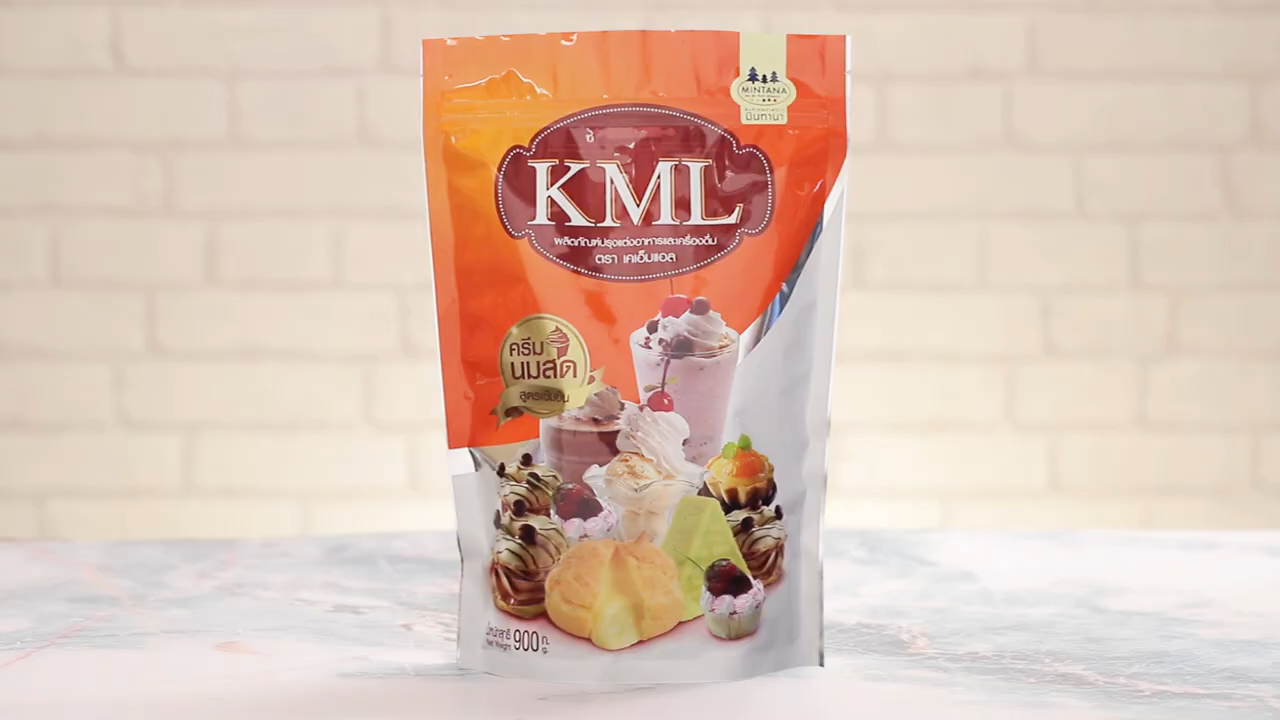 MINTANA
มินทานา
ซี
KML
ผลิตภัณฑ์ปรุงแต่งอาหารและเครื่องดื่ม
ตรา เคเอ็มแอล
ครีม
นมสด
สูตรเข้มข้น
น้ำหนักสุทธิ 900 ก.
Net Weight g.